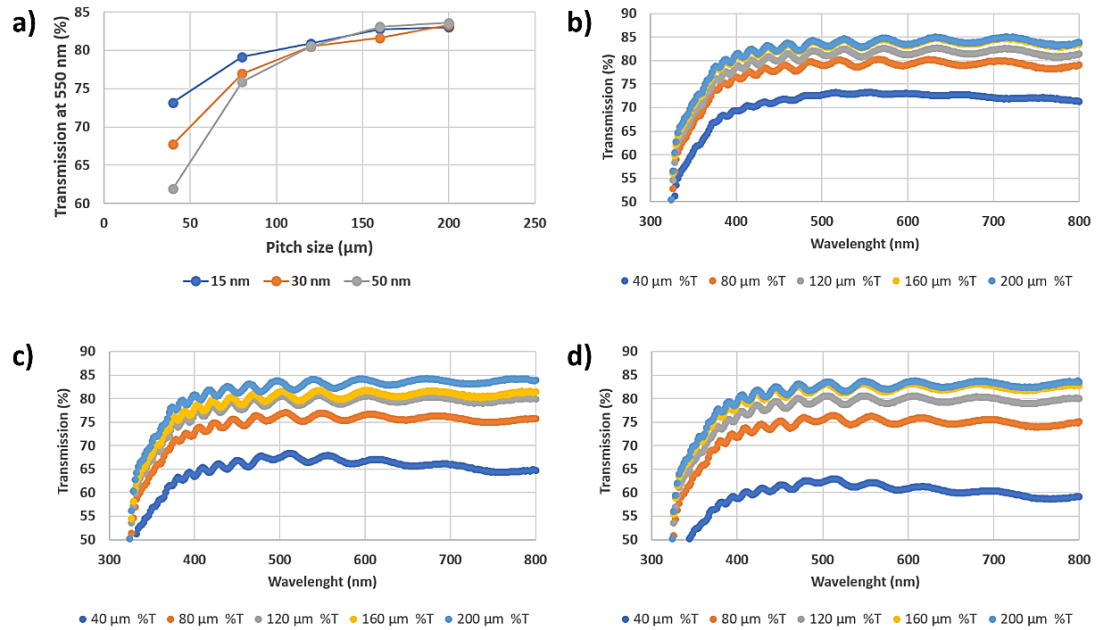 a)
Transmission at 550 nm (%)
85
80
75
70
65
60
0
50
100
150
200
250
Pitch size (µm)
15 nm
30 nm
50 nm
b)
Transmission (%)
90
85
80
75
70
65
60
55
50
300
400
500
600
700
800
Wavelenght (nm)
40 µm %T
80 µm %T
120 µm %T
160 µm %T
200 µm %T
c)
Transmission (%)
90
85
80
75
70
65
60
55
50
300
400
500
600
700
800
Wavelenght (nm)
40 µm %T
80 µm %T
120 µm %T
160 µm %T
200 µm %T
d)
Transmission (%)
90
85
80
75
70
65
60
55
50
300
400
500
600
700
800
Wavelenght (nm)
40 µm %T
80 µm %T
120 µm %T
160 µm %T
200 µm %T